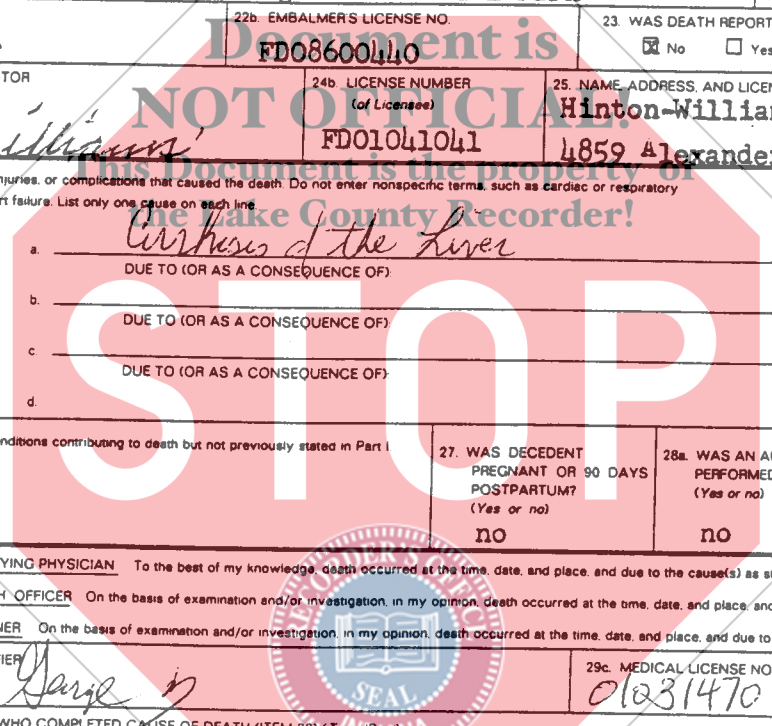 22b. EMBALMER'S LICENSE NO.
FD08600440
23. WAS DEATH REPORT
☒ No ☐ Yes
Document is
NOT OFFICIAL!
This Document is the property of
the Lake County Recorder!
TOR
24b. LICENSE NUMBER
(of Licensee)
FD01041041
25. NAME, ADDRESS, AND LICEN
Hinton-Willia
4859 Alexander
illiams
njuries, or complications that caused the death. Do not enter nonspecific terms, such as cardiac or respiratory
rt failure. List only one cause on each line.
a. Cirrhosis of the Liver
DUE TO (OR AS A CONSEQUENCE OF):
b.
DUE TO (OR AS A CONSEQUENCE OF):
c
DUE TO (OR AS A CONSEQUENCE OF):
d.
STOP
nditions contributing to death but not previously stated in Part I
27. WAS DECEDENT
PREGNANT OR 90 DAYS
POSTPARTUM?
(Yes or no)
no
28a. WAS AN AU
PERFORMED
(Yes or no)
no
YING PHYSICIAN To the best of my knowledge, death occurred at the time, date, and place, and due to the cause(s) as s
H OFFICER On the basis of examination and/or investigation, in my opinion, death occurred at the time, date, and place, and
NER On the basis of examination and/or investigation, in my opinion, death occurred at the time, date, and place, and due to
SEAL
FIER
George
29c. MEDICAL LICENSE NO
01031470
WHO COMPLETED CAUSE OF DEATH (ITEM